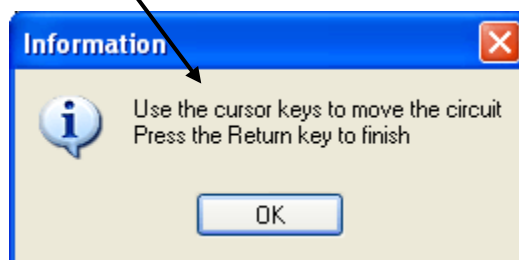 Information
Use the cursor keys to move the circuit
Press the Return key to finish
OK